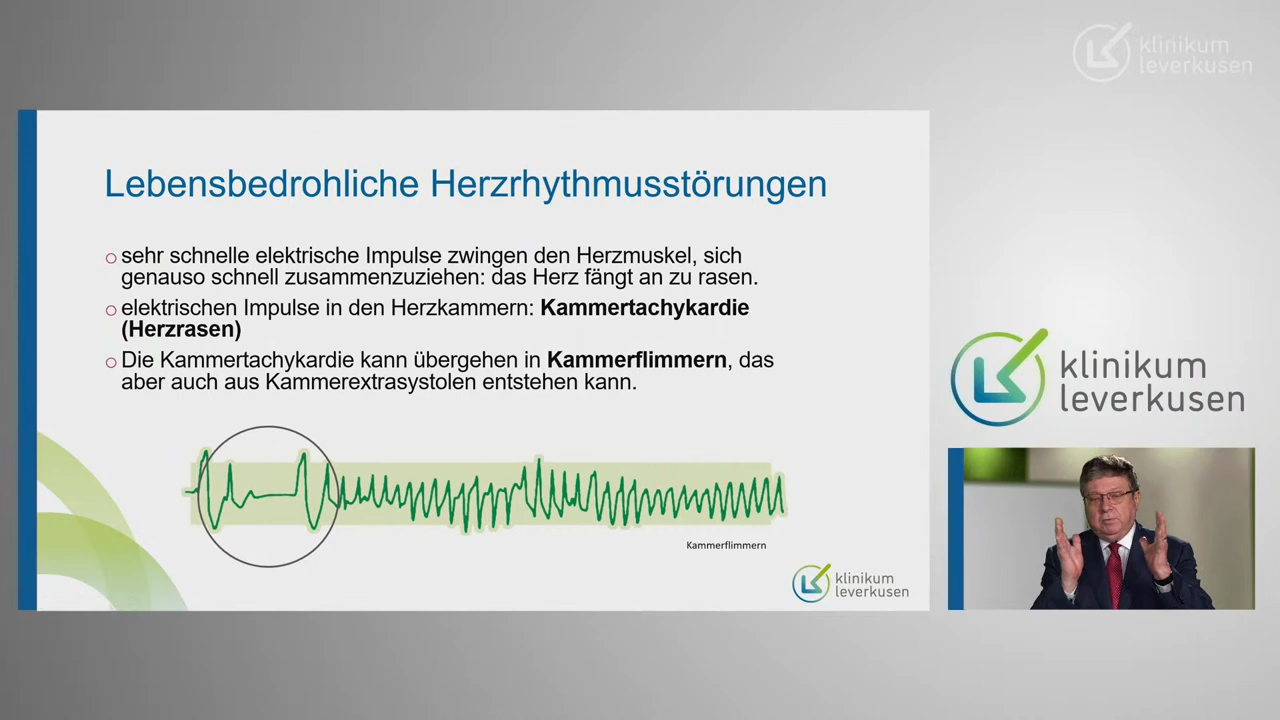 klinikum
leverkusen
Lebensbedrohliche Herzrhythmusstörungen
sehr schnelle elektrische Impulse zwingen den Herzmuskel, sich
genauso schnell zusammenzuziehen: das Herz fängt an zu rasen.
elektrischen Impulse in den Herzkammern: Kammertachykardie
(Herzrasen)
Die Kammertachykardie kann übergehen in Kammerflimmern, das
aber auch aus Kammerextrasystolen entstehen kann.
Kammerflimmern
klinikum
leverkusen
klinikum
leverkusen